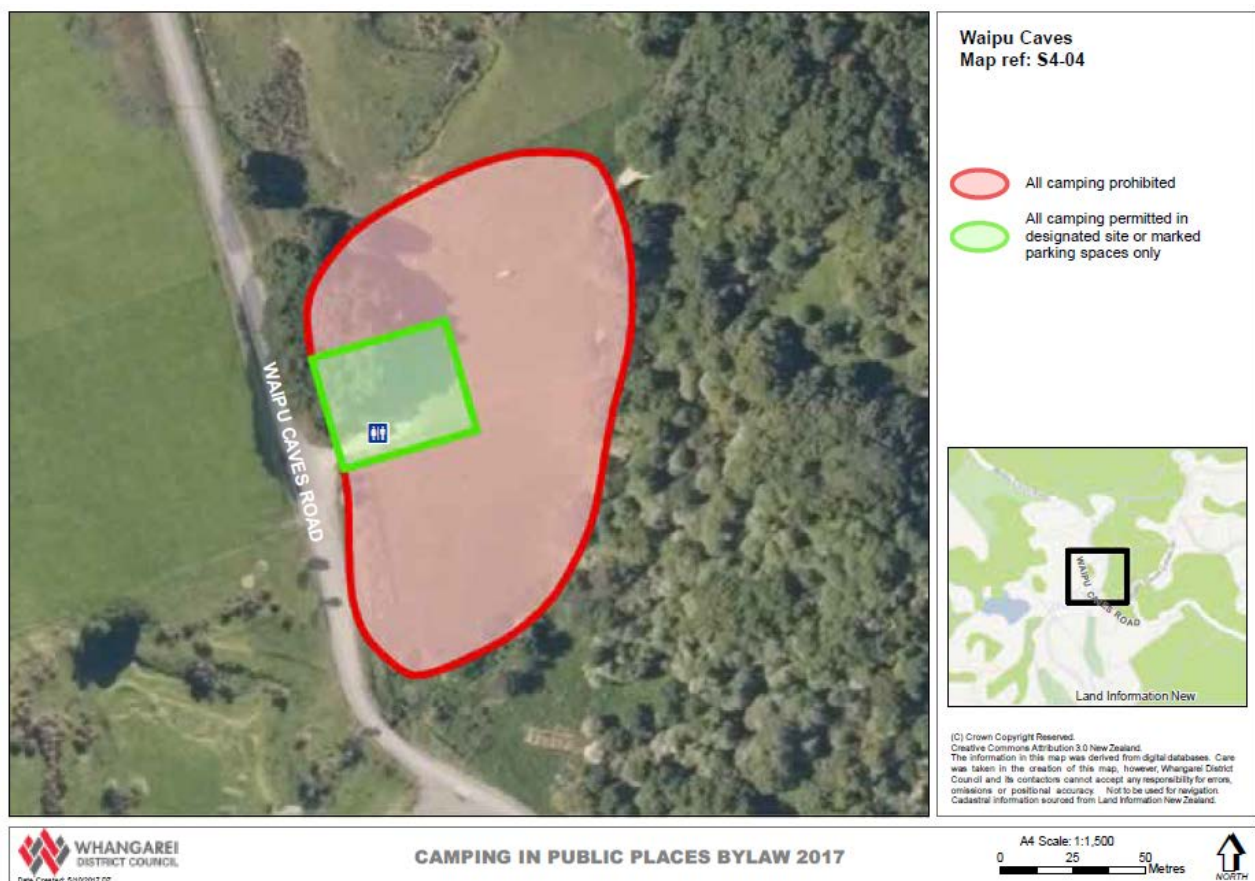 Waipu Caves
Map ref: S4-04
All camping prohibited
All camping permitted in
designated site or marked
parking spaces only
WAIPU CAVES ROAD
WAIPU CAVES ROAD
Land Information New
(C) Crown Copyright Reserved.
Creative Commons Attribution 3.0 New Zealand.
The information in this map was derived from digital databases. Care
was taken in the creation of this map, however, Whangarei District
Council and its contactors cannot accept any responsibility for errors,
omissions or positional accuracy. Not to be used for navigation.
Cadastral information sourced from Land Information New Zealand.
WHANGAREI
DISTRICT COUNCIL
CAMPING IN PUBLIC PLACES BYLAW 2017
A4 Scale: 1:1,500
0 25 50
Metres
NORTH